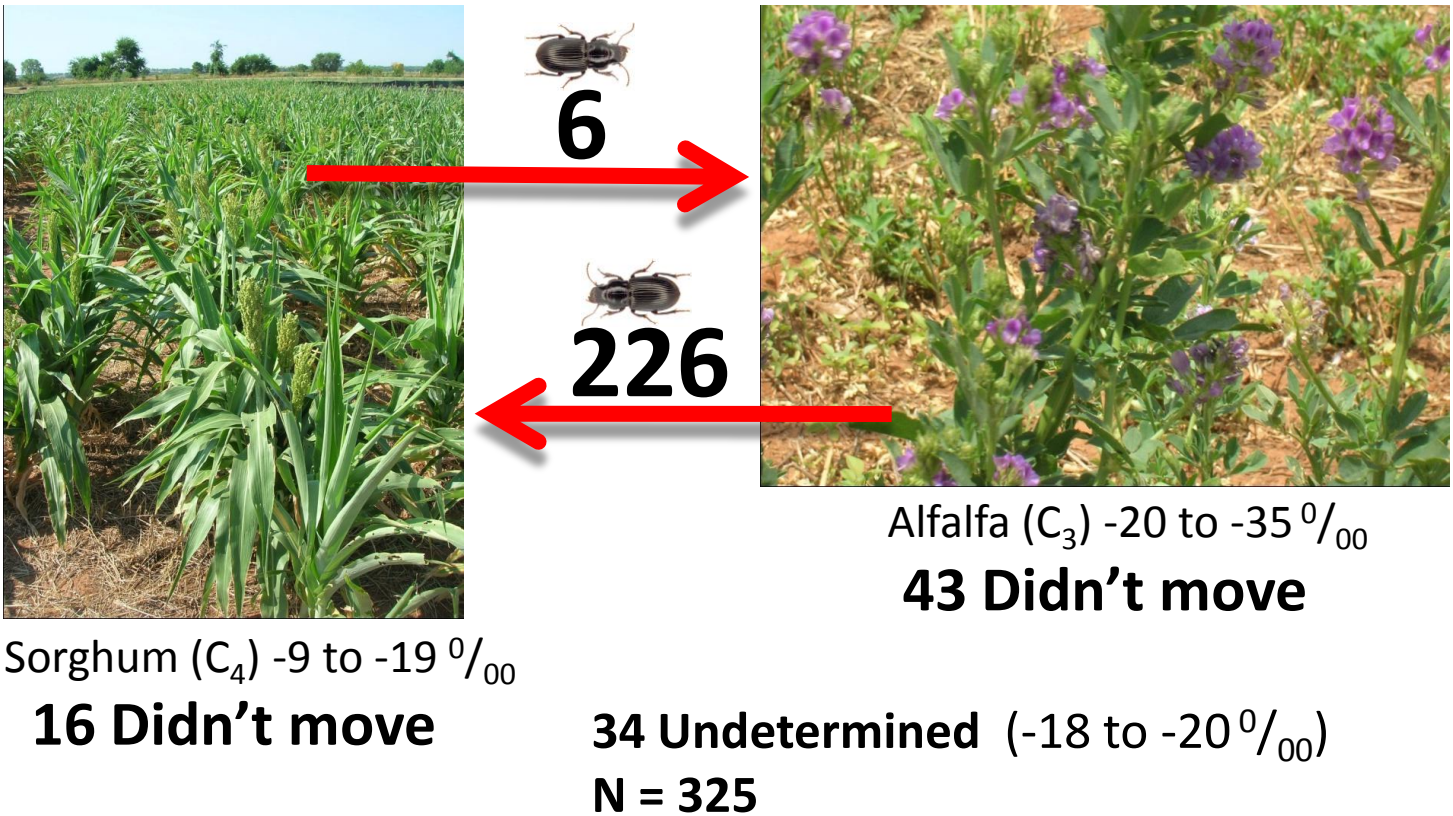 6
226
Alfalfa (C₃) -20 to -35 ⁰/₀₀
43 Didn’t move
Sorghum (C₄) -9 to -19 ⁰/₀₀
16 Didn’t move
34 Undetermined (-18 to -20 ⁰/₀₀)
N = 325